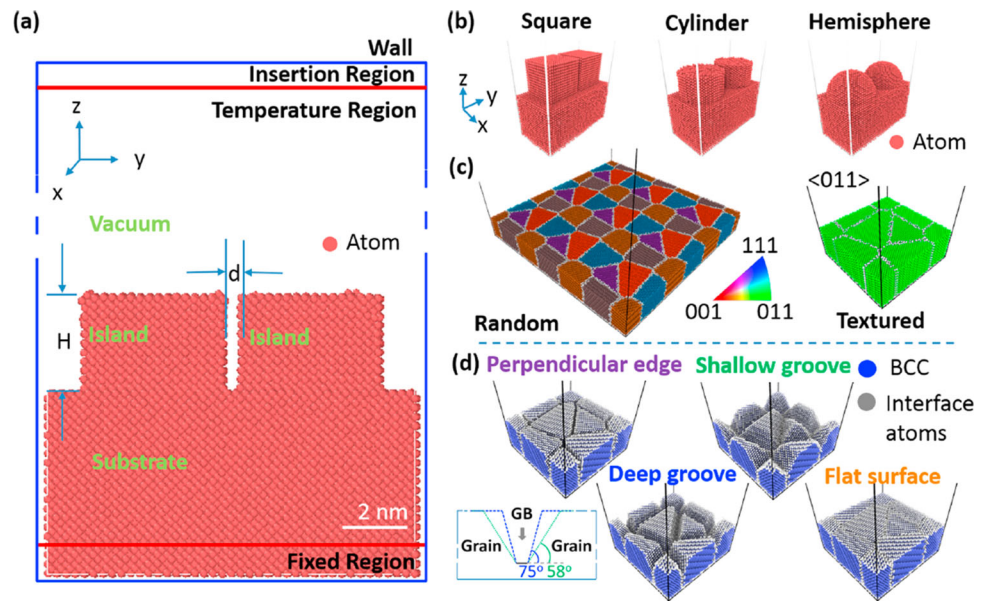 (a)
Wall
Insertion Region
Temperature Region
z
y
x
Vacuum
Atom
d
H
Island
Island
Substrate
2 nm
Fixed Region
(b)
Square
Cylinder
Hemisphere
z
y
x
Atom
(c)
<011>
111
001
011
Random
Textured
(d)
Perpendicular edge
Shallow groove
BCC
Interface
atoms
Deep groove
Flat surface
GB
Grain
Grain
75º
58º